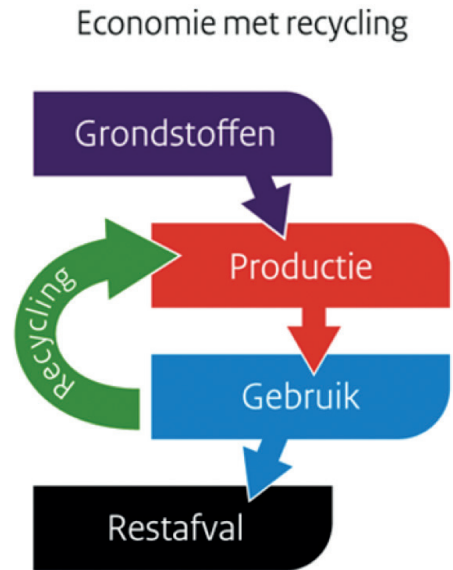 Economie met recycling
Grondstoffen
Productie
Recycling
Gebruik
Restafval